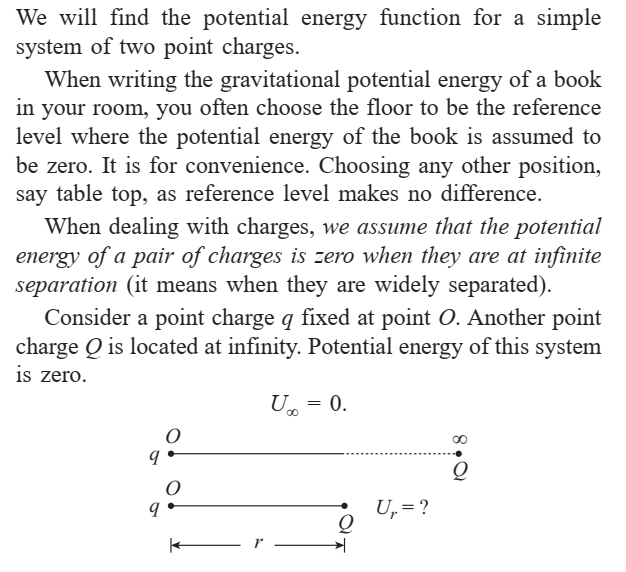 We will find the potential energy function for a simple
system of two point charges.
When writing the gravitational potential energy of a book
in your room, you often choose the floor to be the reference
level where the potential energy of the book is assumed to
be zero. It is for convenience. Choosing any other position,
say table top, as reference level makes no difference.
When dealing with charges, we assume that the potential
energy of a pair of charges is zero when they are at infinite
separation (it means when they are widely separated).
Consider a point charge q fixed at point O. Another point
charge Q is located at infinity. Potential energy of this system
is zero.
U∞ = 0.
O ∞
q Q
O
q Uᵣ = ?
Q
r